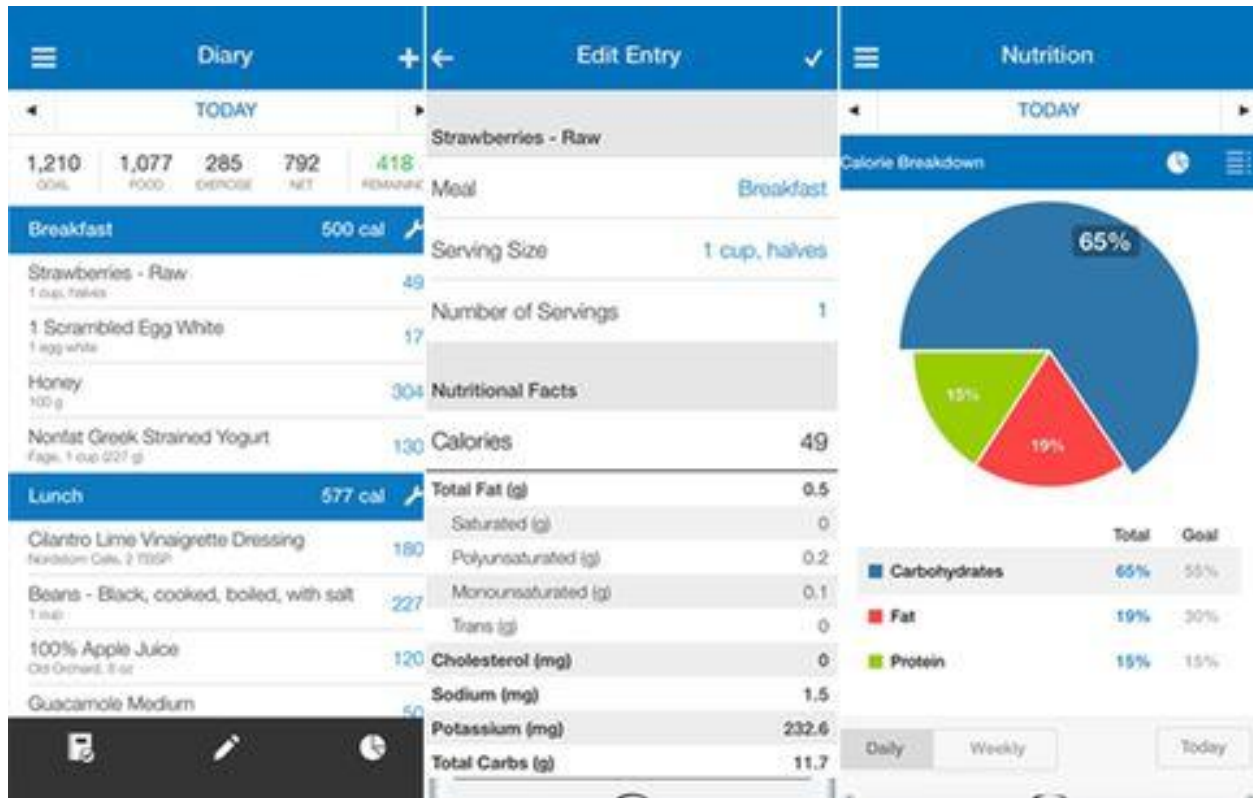 Diary
TODAY
1,210 1,077 285 792 418
GOAL FOOD EXERCISE NET REMAINING
Breakfast 500 cal
Strawberries - Raw 49
1 cup, halves
1 Scrambled Egg White 17
1 egg white
Honey 304
100 g
Nonfat Greek Strained Yogurt 130
Fage, 1 cup (227 g)
Lunch 577 cal
Cilantro Lime Vinaigrette Dressing 180
Nordstom Cafe, 2 TBSP
Beans - Black, cooked, boiled, with salt 227
1 cup
100% Apple Juice 120
Old Orchard, 8 oz
Guacamole Medium 50
Edit Entry
Strawberries - Raw
Meal Breakfast
Serving Size 1 cup, halves
Number of Servings 1
Nutritional Facts
Calories 49
Total Fat (g) 0.5
Saturated (g) 0
Polyunsaturated (g) 0.2
Monounsaturated (g) 0.1
Trans (g) 0
Cholesterol (mg) 0
Sodium (mg) 1.5
Potassium (mg) 232.6
Total Carbs (g) 11.7
Nutrition
TODAY
Calorie Breakdown
65%
15%
19%
Total Goal
Carbohydrates 65% 55%
Fat 19% 30%
Protein 15% 15%
Daily Weekly Today